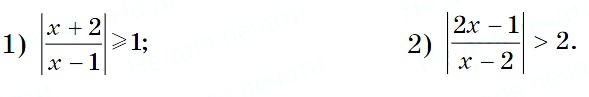 1) |(x + 2)/(x − 1)| ⩾ 1; 2) |(2x − 1)/(x − 2)| > 2.